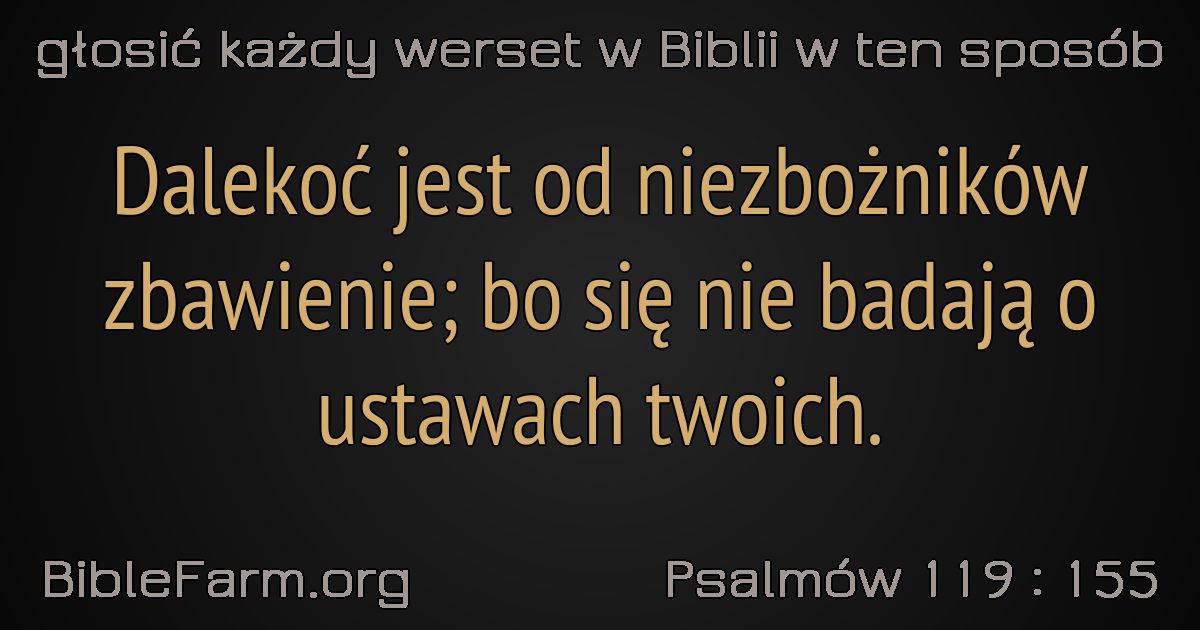 głosić każdy werset w Biblii w ten sposób
Dalekoć jest od niezbożników
zbawienie; bo się nie badają o
ustawach twoich.
BibleFarm.org
Psalmów 119 : 155